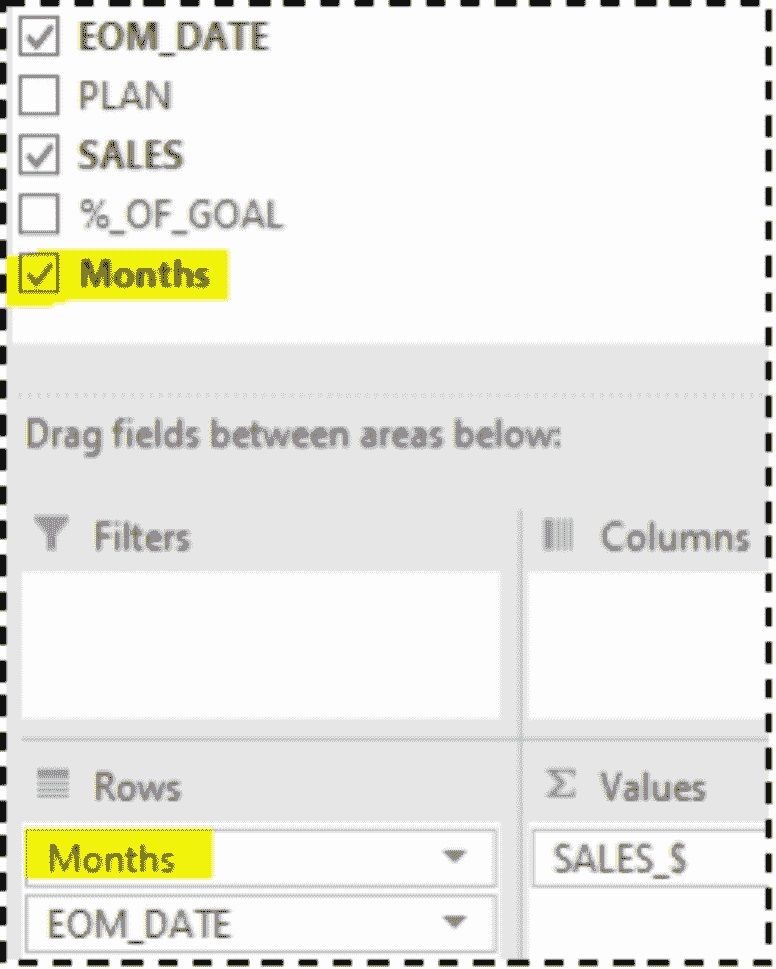 EOM_DATE
PLAN
SALES
%_OF_GOAL
Months
Drag fields between areas below:
Filters
Columns
Rows
Values
Months
SALES_$
EOM_DATE